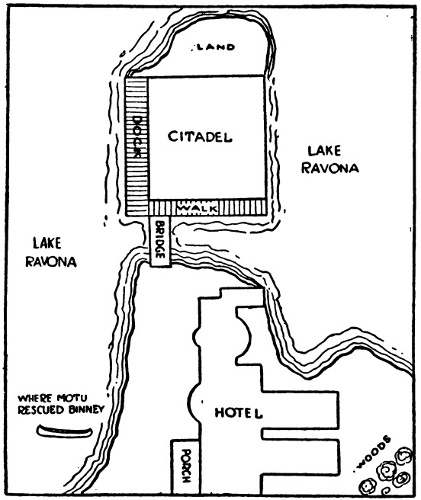 LAND
DOCK
CITADEL
LAKE
RAVONA
WALK
BRIDGE
LAKE
RAVONA
WHERE MOTU
RESCUED BINNEY
HOTEL
PORCH
WOODS